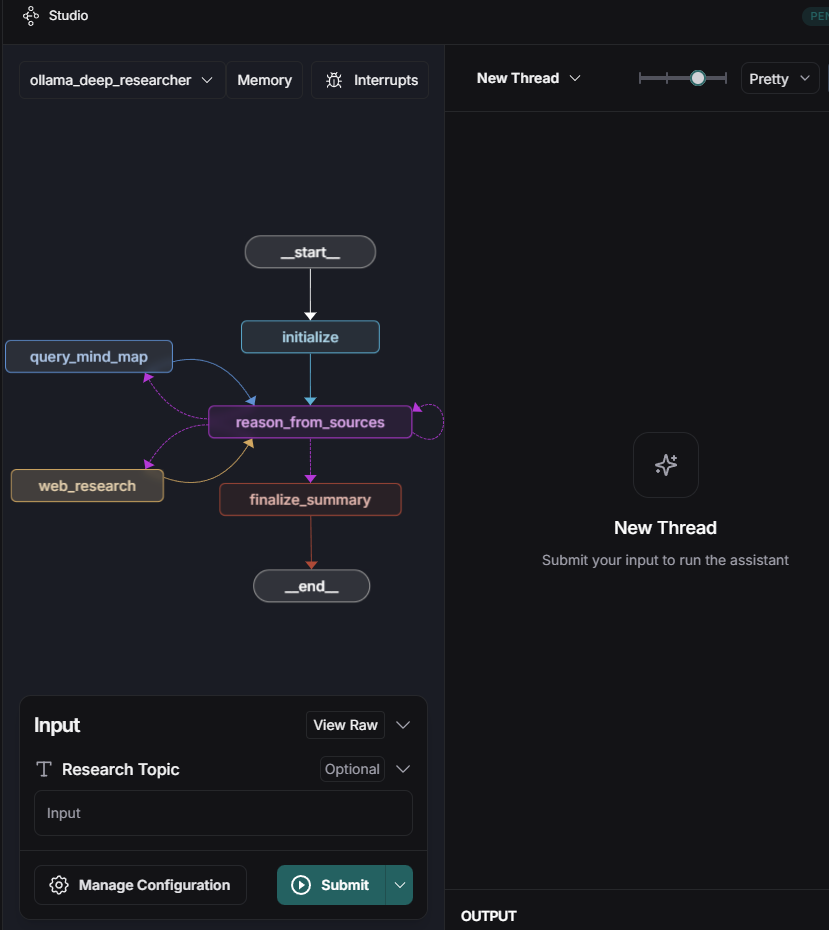 Studio
ollama_deep_researcher
Memory
Interrupts
New Thread
Pretty
__start__
initialize
query_mind_map
reason_from_sources
web_research
finalize_summary
__end__
New Thread
Submit your input to run the assistant
Input
View Raw
Research Topic
Optional
Input
Manage Configuration
Submit
OUTPUT